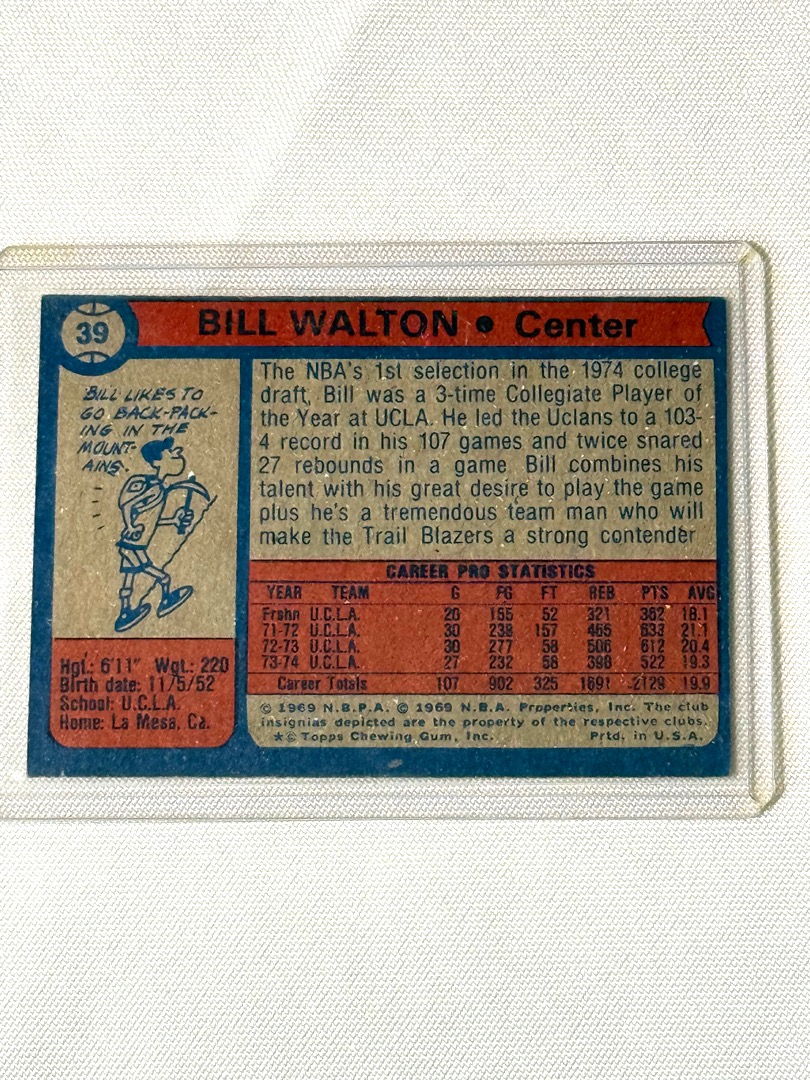 39
BILL WALTON • Center
BILL LIKES TO
GO BACK-PACK-
ING IN THE
MOUNT-
AINS.
The NBA's 1st selection in the 1974 college
draft, Bill was a 3-time Collegiate Player of
the Year at UCLA. He led the Uclans to a 103-
4 record in his 107 games and twice snared
27 rebounds in a game. Bill combines his
talent with his great desire to play the game
plus he's a tremendous team man who will
make the Trail Blazers a strong contender
CAREER PRO STATISTICS
YEAR TEAM G FG FT REB PTS AVG
Frshn U.C.L.A. 20 155 52 321 362 18.1
71-72 U.C.L.A. 30 238 157 466 633 21.1
72-73 U.C.L.A. 30 277 58 506 612 20.4
73-74 U.C.L.A. 27 232 58 398 522 19.3
Career Totals 107 902 325 1691 2129 19.9
Hgt.: 6'11" Wgt.: 220
Birth date: 11/5/52
School: U.C.L.A.
Home: La Mesa, Ca.
© 1969 N.B.P.A. © 1969 N.B.A. Properties, Inc. The club
insignias depicted are the property of the respective clubs.
★© Topps Chewing Gum, Inc. Prtd. in U.S.A.